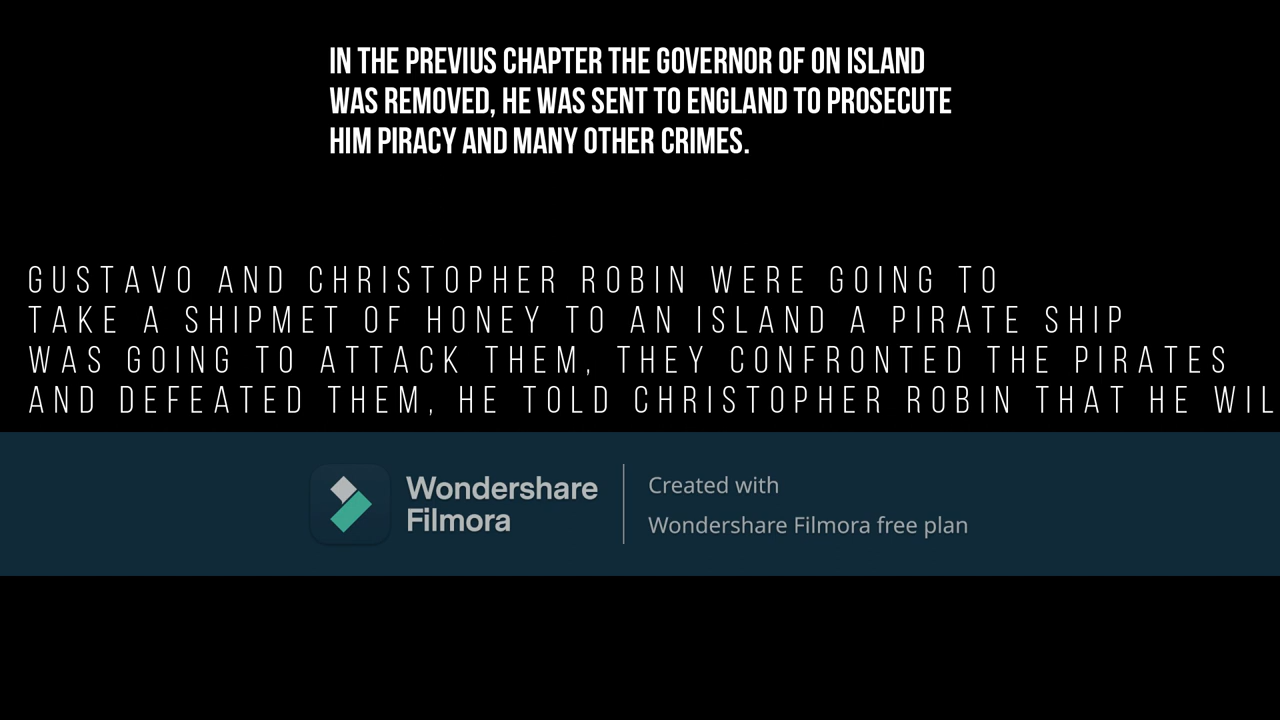 IN THE PREVIUS CHAPTER THE GOVERNOR OF ON ISLAND
WAS REMOVED, HE WAS SENT TO ENGLAND TO PROSECUTE
HIM PIRACY AND MANY OTHER CRIMES.
GUSTAVO AND CHRISTOPHER ROBIN WERE GOING TO
TAKE A SHIPMET OF HONEY TO AN ISLAND A PIRATE SHIP
WAS GOING TO ATTACK THEM, THEY CONFRONTED THE PIRATES
AND DEFEATED THEM, HE TOLD CHRISTOPHER ROBIN THAT HE WIL
Wondershare
Filmora
Created with
Wondershare Filmora free plan